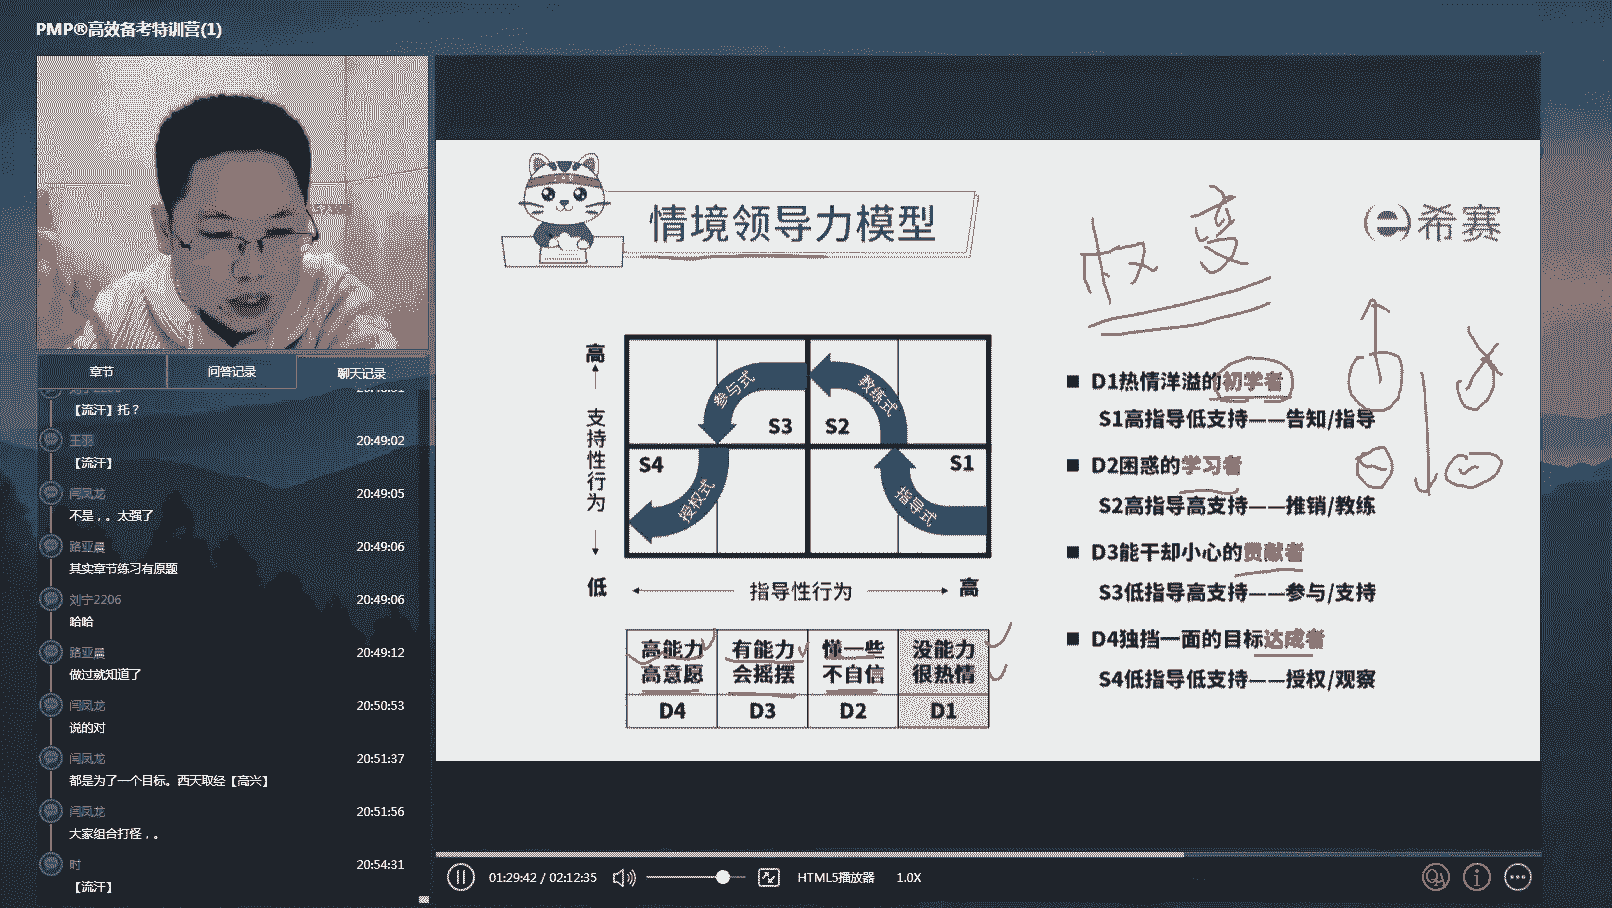 PMP®高效备考特训营(1)
章节
问答记录
聊天记录
【流汗】托？
王羽
20:49:02
【流汗】
闫凤龙
20:49:05
不是，。太强了
路亚晨
20:49:06
其实章节练习有原题
刘宁2206
20:49:06
哈哈
路亚晨
20:49:12
做过就知道了
闫凤龙
20:50:53
说的对
闫凤龙
20:51:37
都是为了一个目标。西天取经【高兴】
闫凤龙
20:51:56
大家组合打怪，。
时
20:54:31
【流汗】
情境领导力模型
权变
希赛
高
支持性行为
低
参与式
教练式
S3
S2
S4
S1
授权式
指导式
指导性行为
高
高能力
高意愿
有能力
会摇摆
懂一些
不自信
没能力
很热情
D4
D3
D2
D1
D1热情洋溢的初学者
S1高指导低支持——告知/指导
D2困惑的学习者
S2高指导高支持——推销/教练
D3能干却小心的贡献者
S3低指导高支持——参与/支持
D4独挡一面的目标达成者
S4低指导低支持——授权/观察
01:29:42 / 02:12:35
HTML5播放器
1.0X